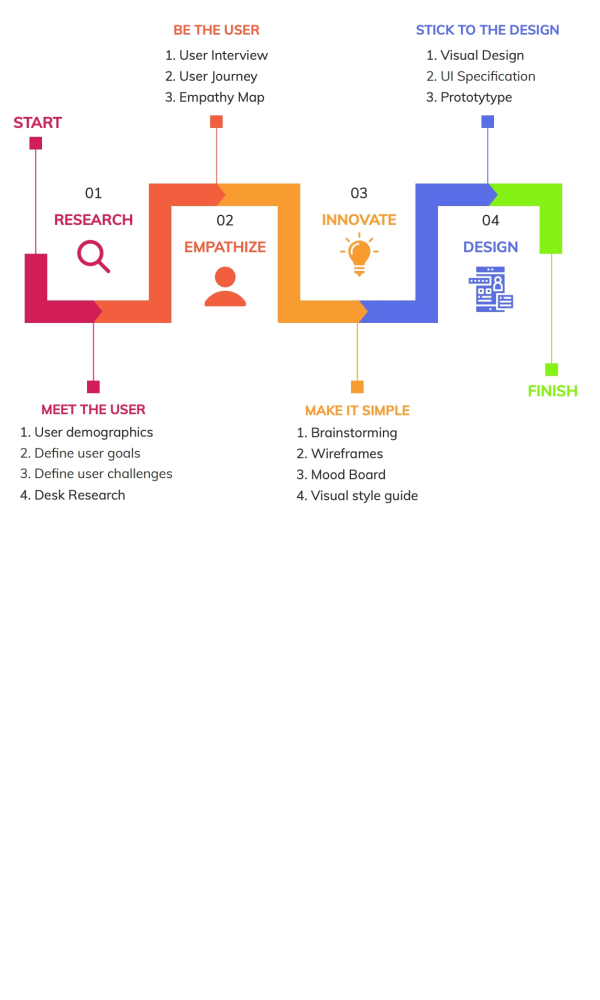 BE THE USER
1. User Interview
2. User Journey
3. Empathy Map
STICK TO THE DESIGN
1. Visual Design
2. UI Specification
3. Prototytype
START
01
RESEARCH
02
EMPATHIZE
03
INNOVATE
04
DESIGN
FINISH
MEET THE USER
1. User demographics
2. Define user goals
3. Define user challenges
4. Desk Research
MAKE IT SIMPLE
1. Brainstorming
2. Wireframes
3. Mood Board
4. Visual style guide